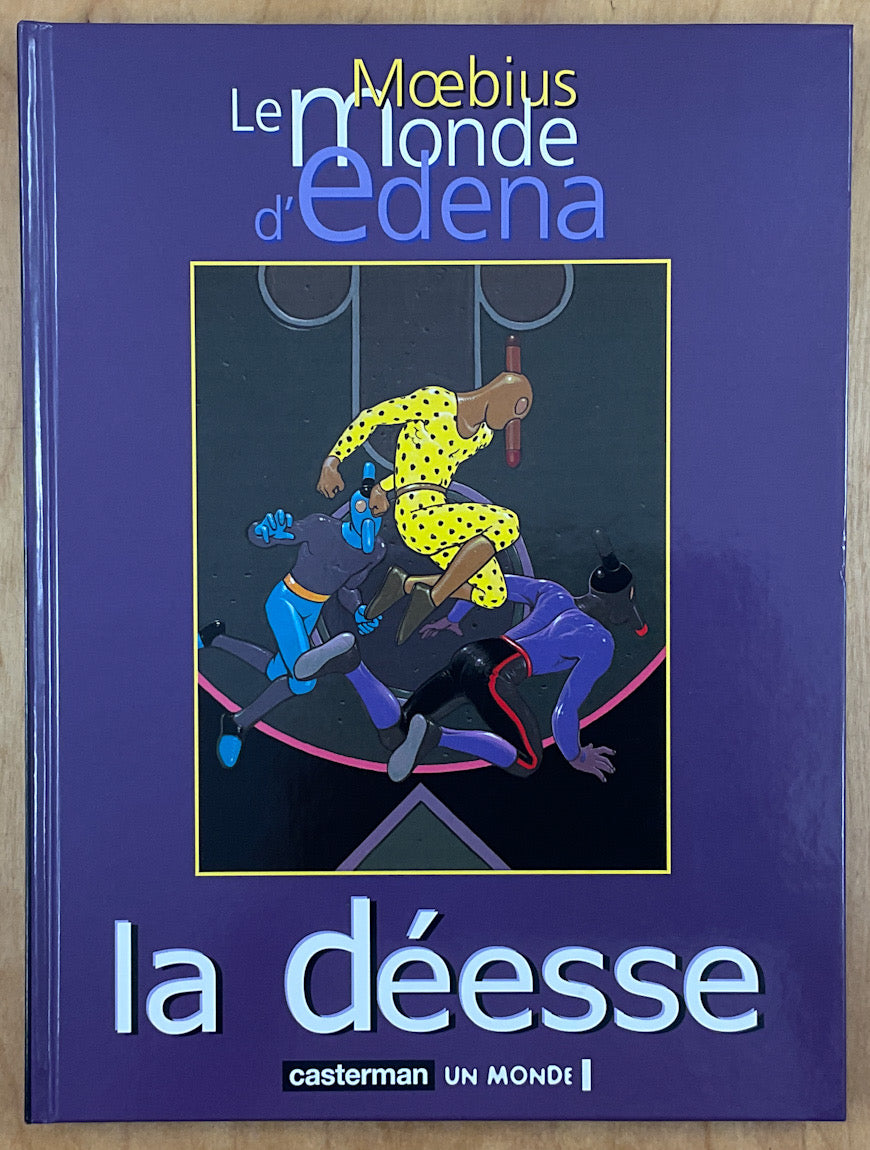 Mœbius
Le monde
d'edena
la déesse
casterman UN MONDE